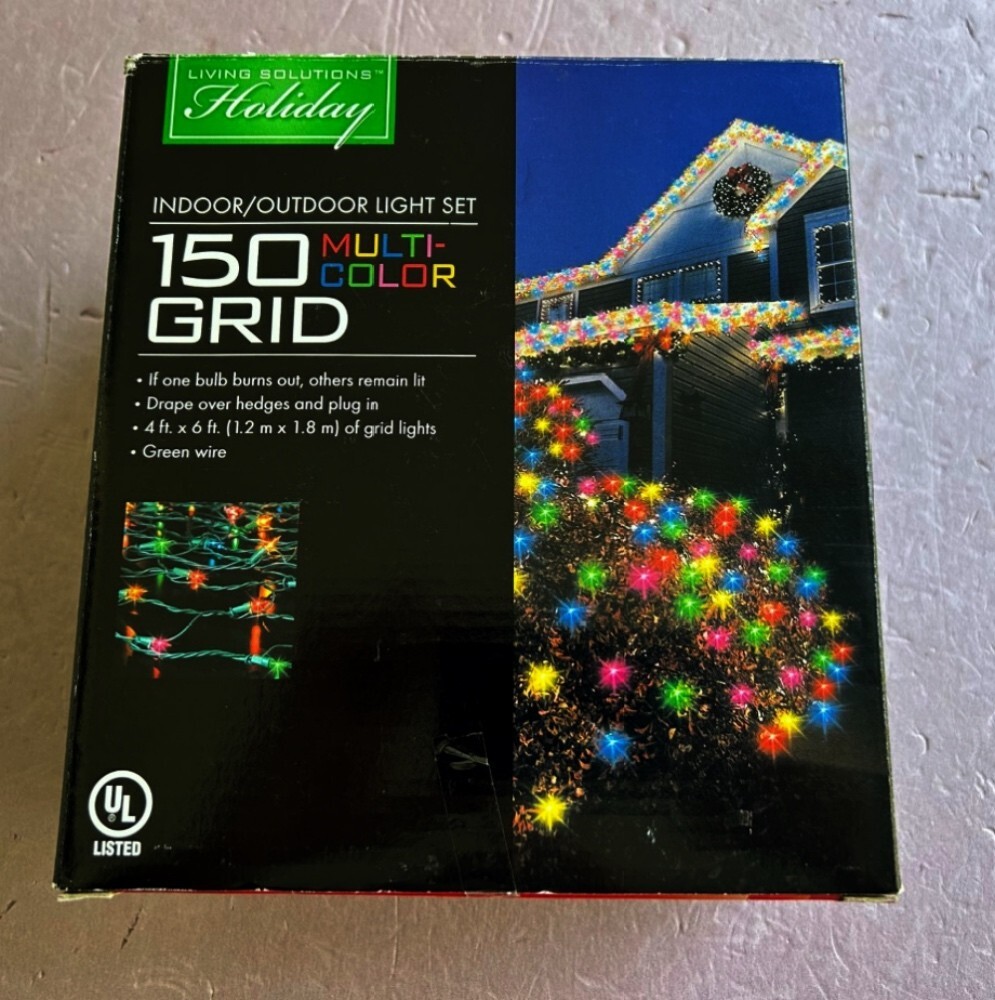 LIVING SOLUTIONS™
Holiday
INDOOR/OUTDOOR LIGHT SET
150 MULTI-
COLOR
GRID
• If one bulb burns out, others remain lit
• Drape over hedges and plug in
• 4 ft. x 6 ft. (1.2 m x 1.8 m) of grid lights
• Green wire
UL
®
LISTED